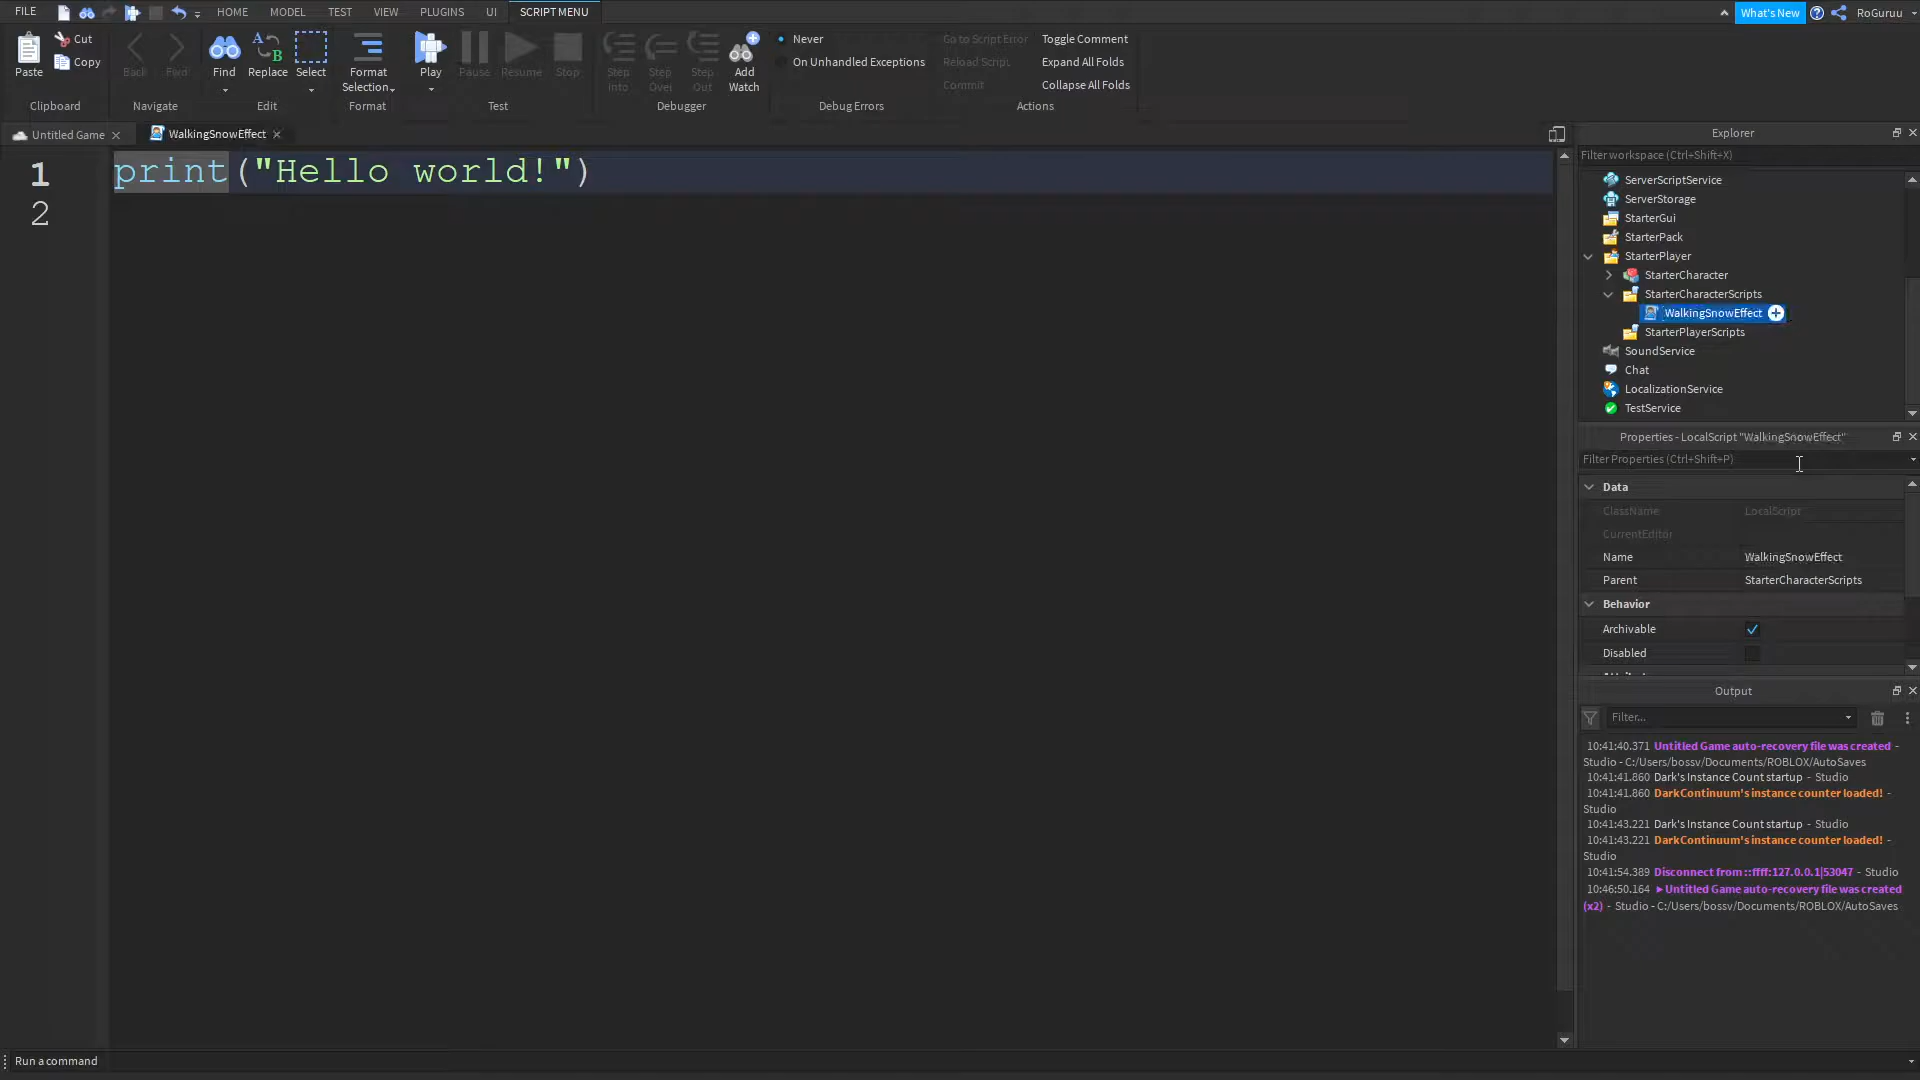 FILE
HOME
MODEL
TEST
VIEW
PLUGINS
UI
SCRIPT MENU
What's New
RoGuruu
Paste
Cut
Copy
Clipboard
Back
Fwd
Navigate
Find
Replace
Select
Edit
Format
Selection
Format
Play
Pause
Resume
Stop
Test
Step
Into
Step
Over
Step
Out
Add
Watch
Debugger
Never
On Unhandled Exceptions
Debug Errors
Go to Script Error
Reload Script
Commit
Toggle Comment
Expand All Folds
Collapse All Folds
Actions
Untitled Game
WalkingSnowEffect
1
print("Hello world!")
2
Explorer
Filter workspace (Ctrl+Shift+X)
ServerScriptService
ServerStorage
StarterGui
StarterPack
StarterPlayer
StarterCharacter
StarterCharacterScripts
WalkingSnowEffect
StarterPlayerScripts
SoundService
Chat
LocalizationService
TestService
Properties - LocalScript "WalkingSnowEffect"
Filter Properties (Ctrl+Shift+P)
Data
ClassName LocalScript
CurrentEditor
Name WalkingSnowEffect
Parent StarterCharacterScripts
Behavior
Archivable
Disabled
Output
Filter...
10:41:40.371 Untitled Game auto-recovery file was created -
Studio - C:/Users/bossv/Documents/ROBLOX/AutoSaves
10:41:41.860 Dark's Instance Count startup - Studio
10:41:41.860 DarkContinuum's instance counter loaded! -
Studio
10:41:43.221 Dark's Instance Count startup - Studio
10:41:43.221 DarkContinuum's instance counter loaded! -
Studio
10:41:54.389 Disconnect from ::ffff:127.0.0.1|53047 - Studio
10:46:50.164 ▸Untitled Game auto-recovery file was created
(x2) - Studio - C:/Users/bossv/Documents/ROBLOX/AutoSaves
Run a command